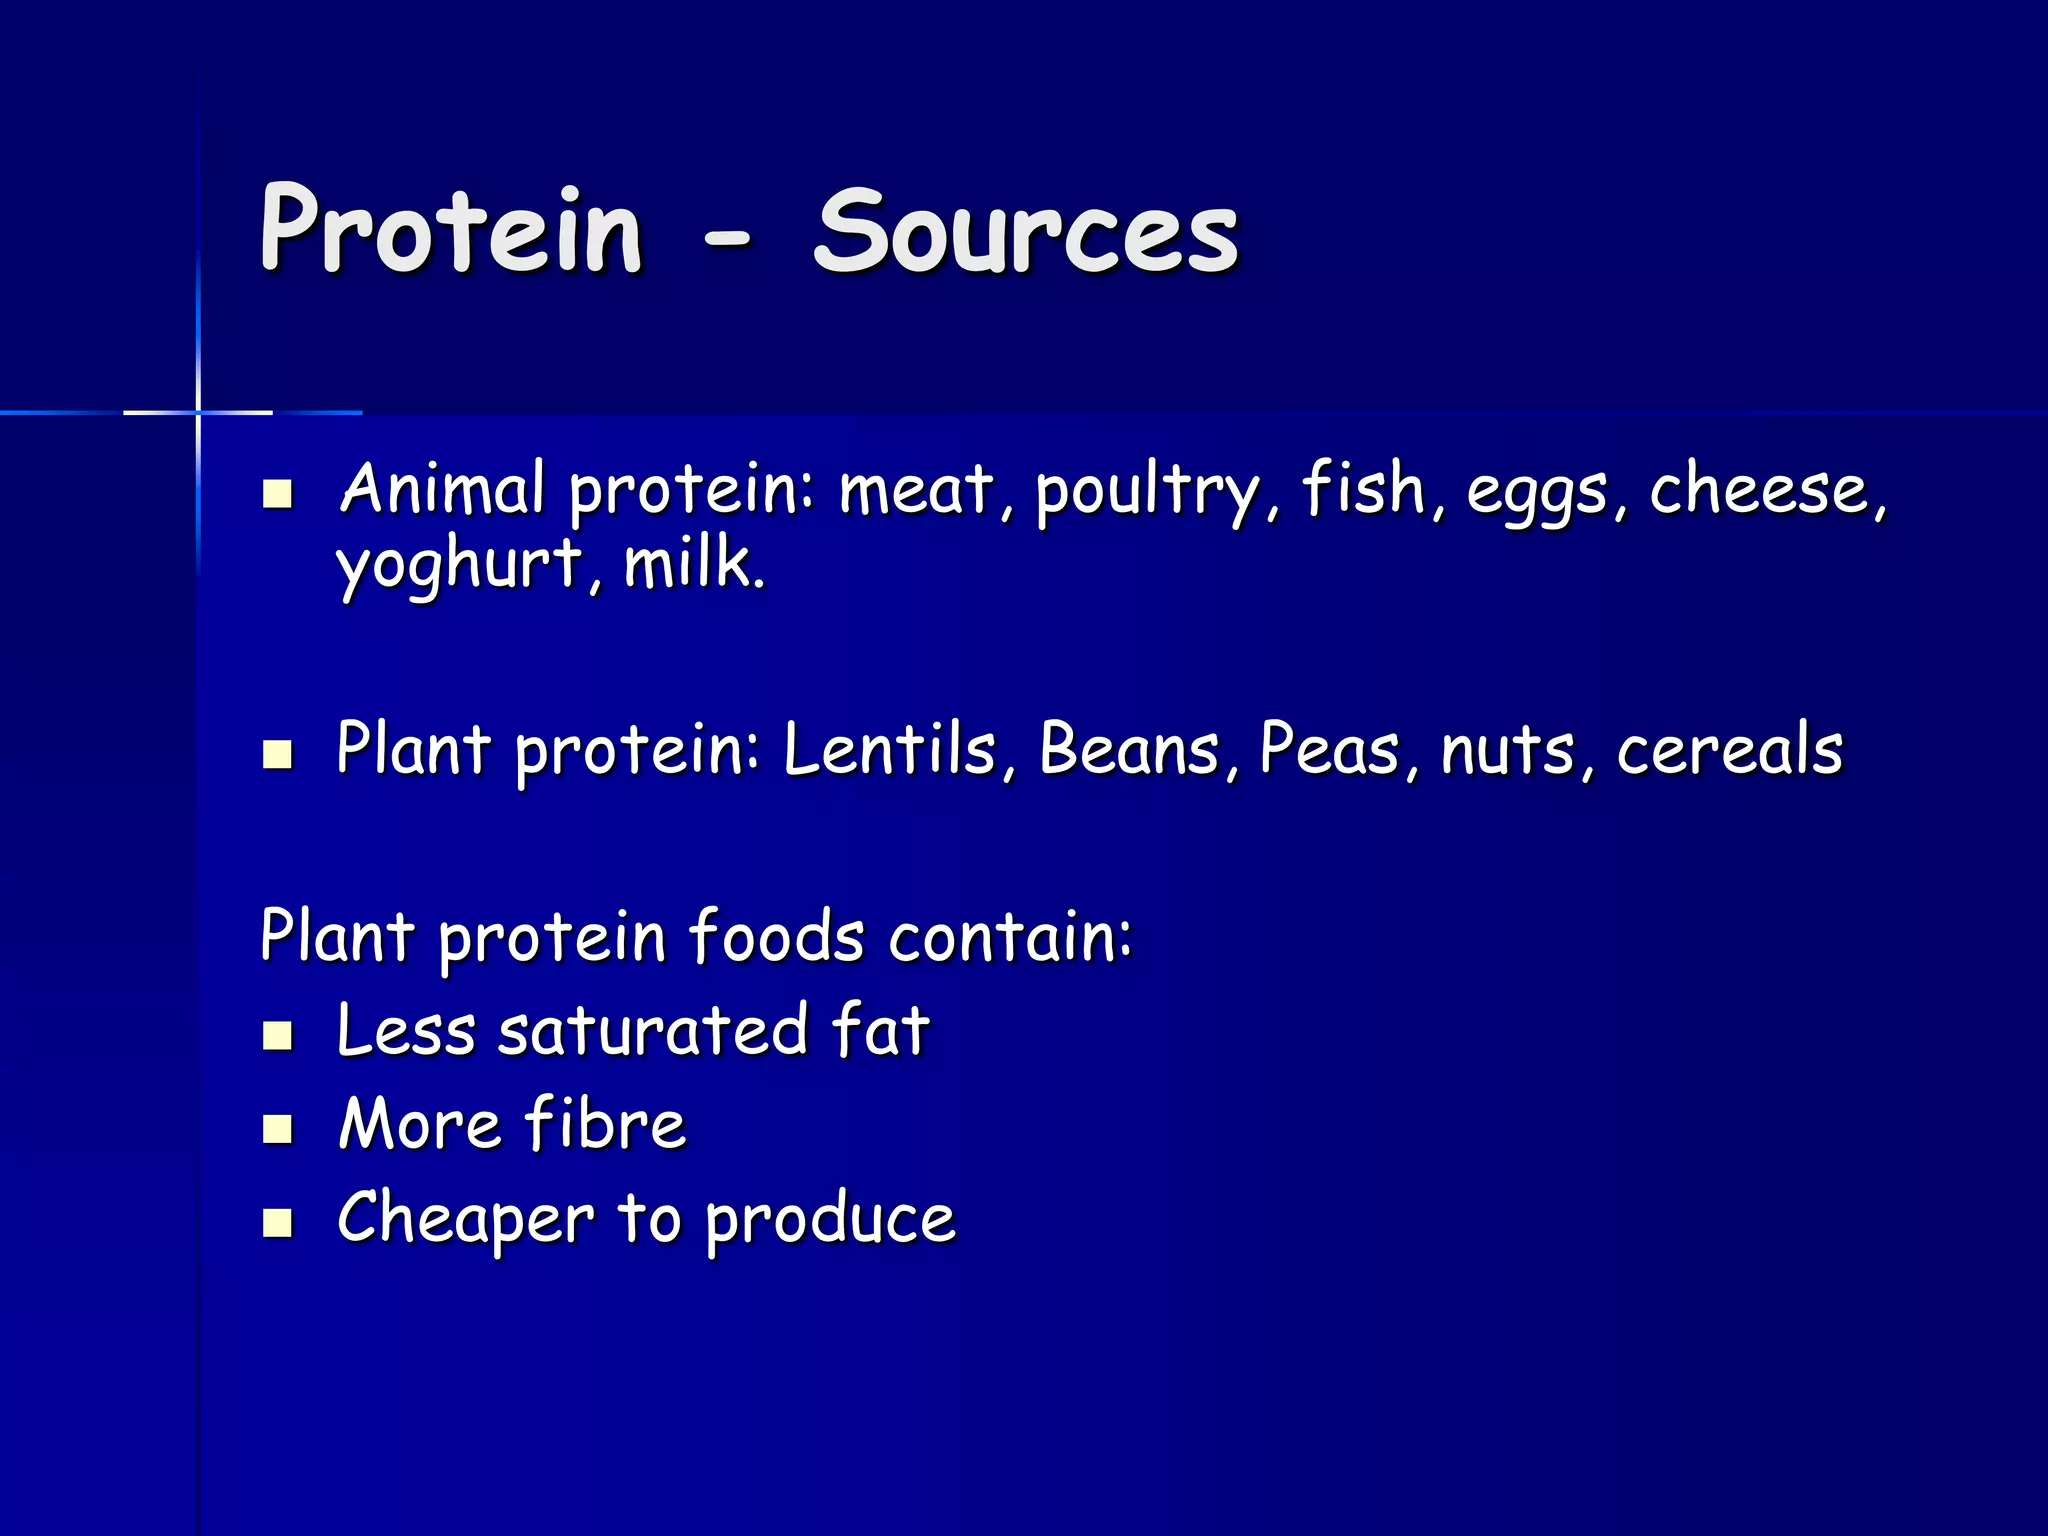 Protein - Sources
Animal protein: meat, poultry, fish, eggs, cheese,
yoghurt, milk.
Plant protein: Lentils, Beans, Peas, nuts, cereals
Plant protein foods contain:
Less saturated fat
More fibre
Cheaper to produce